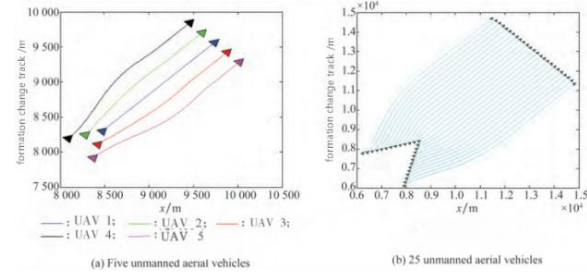 formation change track /m
10 000
9 500
9 000
8 500
8 000
7 500
8 000 8 500 9 000 9 500 10 000 10 500
x/m
: UAV 1; : UAV 2; : UAV 3;
: UAV 4; : UAV 5
(a) Five unmanned aerial vehicles
×10⁴
formation change track /m
1.5
1.4
1.3
1.2
1.1
1.0
0.9
0.8
0.7
0.6
0.6 0.7 0.8 0.9 1.0 1.1 1.2 1.3 1.4 1.5
×10⁴
x/m
(b) 25 unmanned aerial vehicles